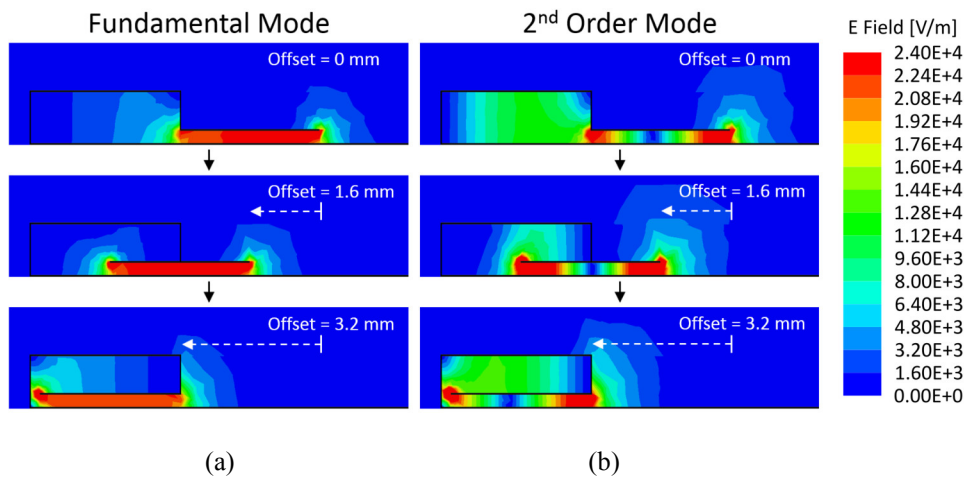 Fundamental Mode
2nd Order Mode
E Field [V/m]
Offset = 0 mm
Offset = 0 mm
Offset = 1.6 mm
Offset = 1.6 mm
Offset = 3.2 mm
Offset = 3.2 mm
2.40E+4
2.24E+4
2.08E+4
1.92E+4
1.76E+4
1.60E+4
1.44E+4
1.28E+4
1.12E+4
9.60E+3
8.00E+3
6.40E+3
4.80E+3
3.20E+3
1.60E+3
0.00E+0
(a)
(b)